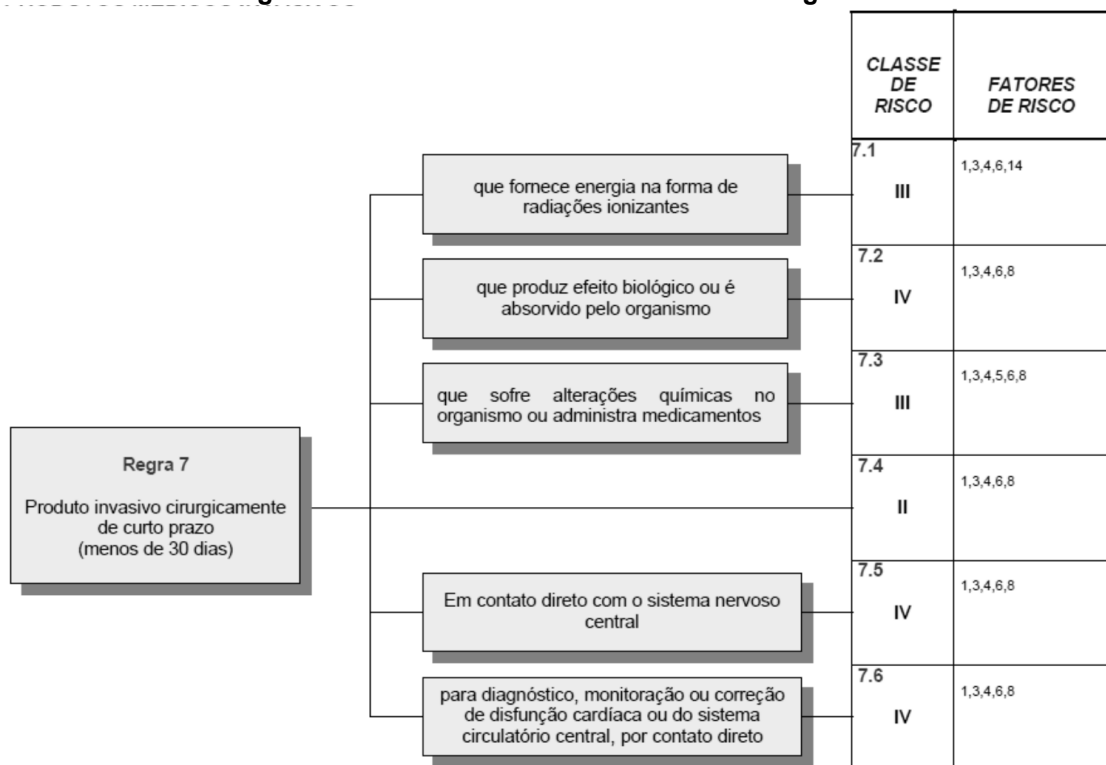 CLASSE
DE
RISCO
FATORES
DE RISCO
7.1
que fornece energia na forma de
radiações ionizantes
III
1,3,4,6,14
7.2
que produz efeito biológico ou é
absorvido pelo organismo
IV
1,3,4,6,8
7.3
que sofre alterações químicas no
organismo ou administra medicamentos
III
1,3,4,5,6,8
Regra 7
Produto invasivo cirurgicamente
de curto prazo
(menos de 30 dias)
7.4
II
1,3,4,6,8
7.5
Em contato direto com o sistema nervoso
central
IV
1,3,4,6,8
7.6
para diagnóstico, monitoração ou correção
de disfunção cardíaca ou do sistema
circulatório central, por contato direto
IV
1,3,4,6,8